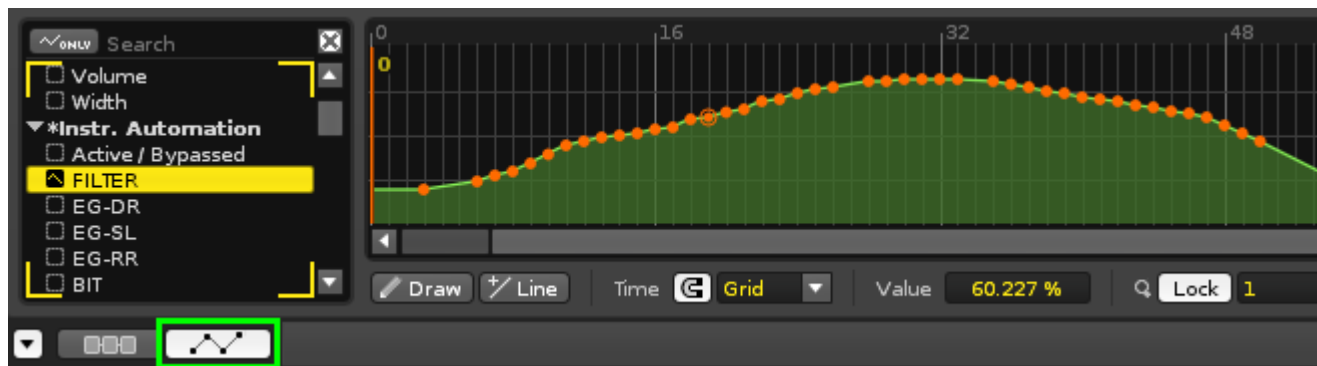 ONLY Search
Volume
Width
*Instr. Automation
Active / Bypassed
FILTER
EG-DR
EG-SL
EG-RR
BIT
0 16 32 48
0
Draw Line Time Grid Value 60.227 % Lock 1